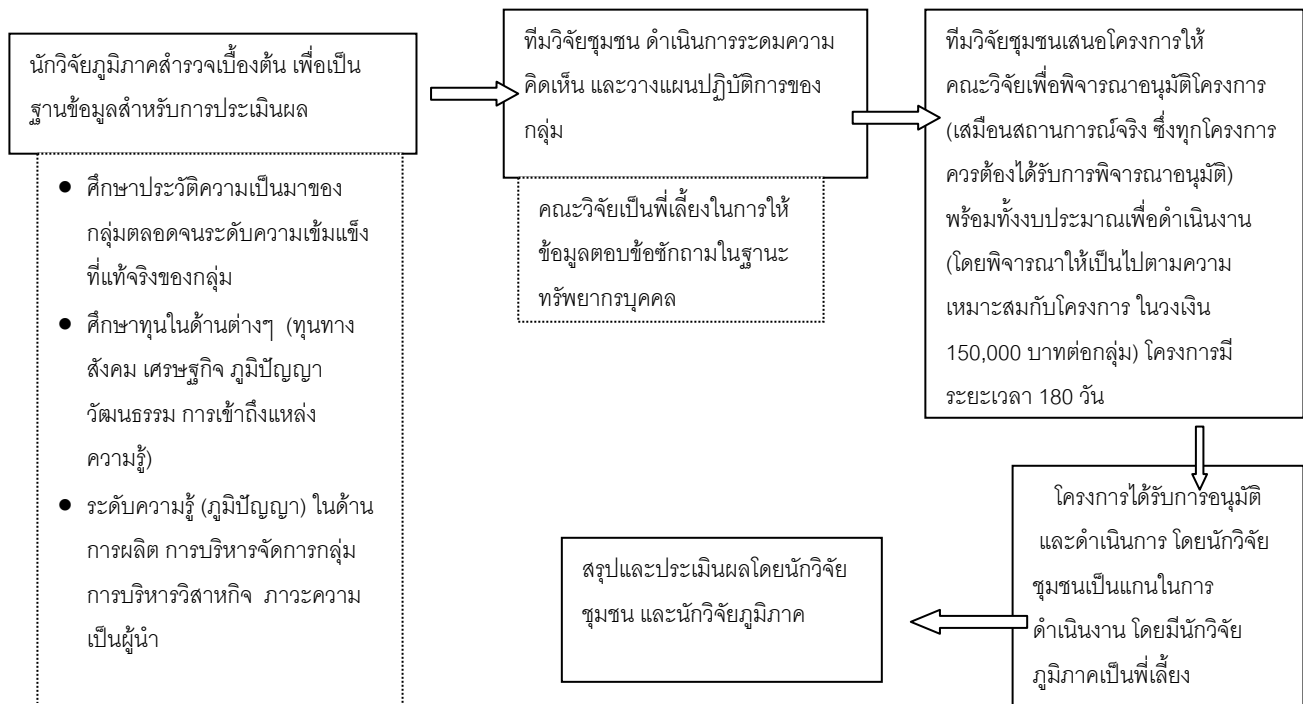 นักวิจัยภูมิภาคสำรวจเบื้องต้น เพื่อเป็น
ฐานข้อมูลสำหรับการประเมินผล
● ศึกษาประวัติความเป็นมาของ
กลุ่มตลอดจนระดับความเข้มแข็ง
ที่แท้จริงของกลุ่ม
● ศึกษาทุนในด้านต่างๆ (ทุนทาง
สังคม เศรษฐกิจ ภูมิปัญญา
วัฒนธรรม การเข้าถึงแหล่ง
ความรู้)
● ระดับความรู้ (ภูมิปัญญา) ในด้าน
การผลิต การบริหารจัดการกลุ่ม
การบริหารวิสาหกิจ ภาวะความ
เป็นผู้นำ
ทีมวิจัยชุมชน ดำเนินการระดมความ
คิดเห็น และวางแผนปฏิบัติการของ
กลุ่ม
คณะวิจัยเป็นพี่เลี้ยงในการให้
ข้อมูลตอบข้อซักถามในฐานะ
ทรัพยากรบุคคล
ทีมวิจัยชุมชนเสนอโครงการให้
คณะวิจัยเพื่อพิจารณาอนุมัติโครงการ
(เสมือนสถานการณ์จริง ซึ่งทุกโครงการ
ควรต้องได้รับการพิจารณาอนุมัติ)
พร้อมทั้งงบประมาณเพื่อดำเนินงาน
(โดยพิจารณาให้เป็นไปตามความ
เหมาะสมกับโครงการ ในวงเงิน
150,000 บาทต่อกลุ่ม) โครงการมี
ระยะเวลา 180 วัน
โครงการได้รับการอนุมัติ
และดำเนินการ โดยนักวิจัย
ชุมชนเป็นแกนในการ
ดำเนินงาน โดยมีนักวิจัย
ภูมิภาคเป็นพี่เลี้ยง
สรุปและประเมินผลโดยนักวิจัย
ชุมชน และนักวิจัยภูมิภาค